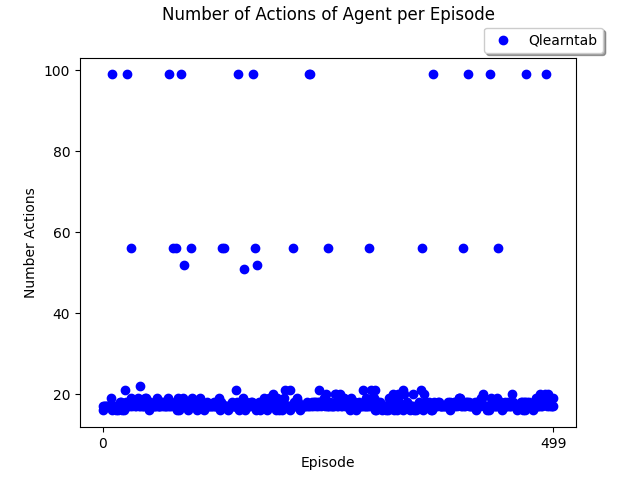 Number of Actions of Agent per Episode
Qlearntab
100
80
60
40
20
Number Actions
0
499
Episode